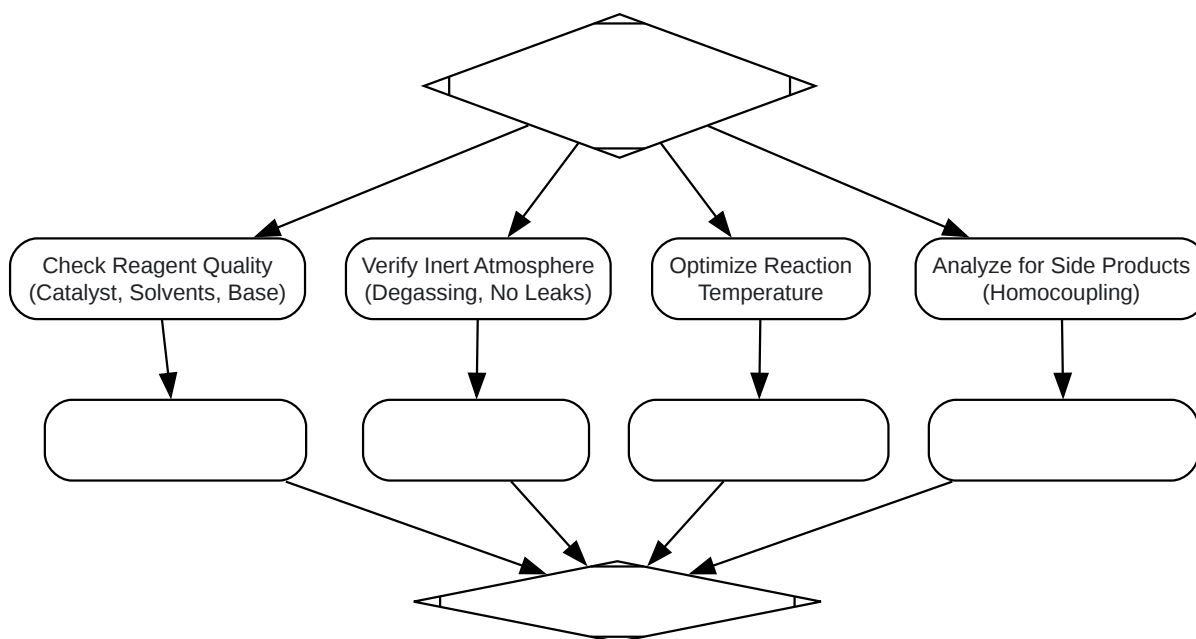 Check Reagent Quality
(Catalyst, Solvents, Base)
Verify Inert Atmosphere
(Degassing, No Leaks)
Optimize Reaction
Temperature
Analyze for Side Products
(Homocoupling)